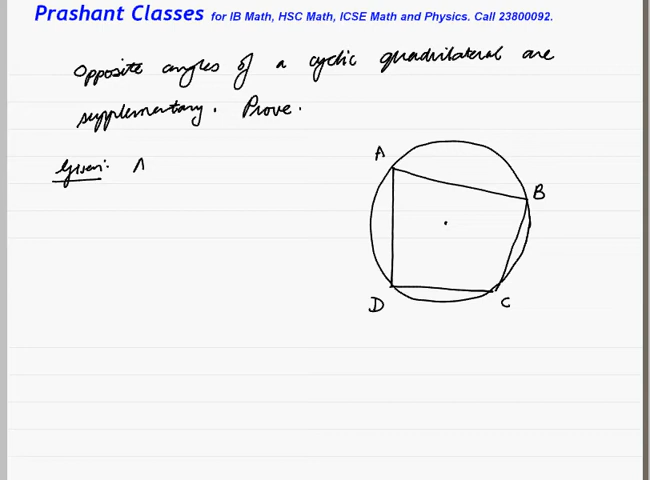 Prashant Classes for IB Math, HSC Math, ICSE Math and Physics. Call 23800092.
Opposite angles of a cyclic quadrilateral are
supplementary. Prove.
Given: A
A
B
D
C